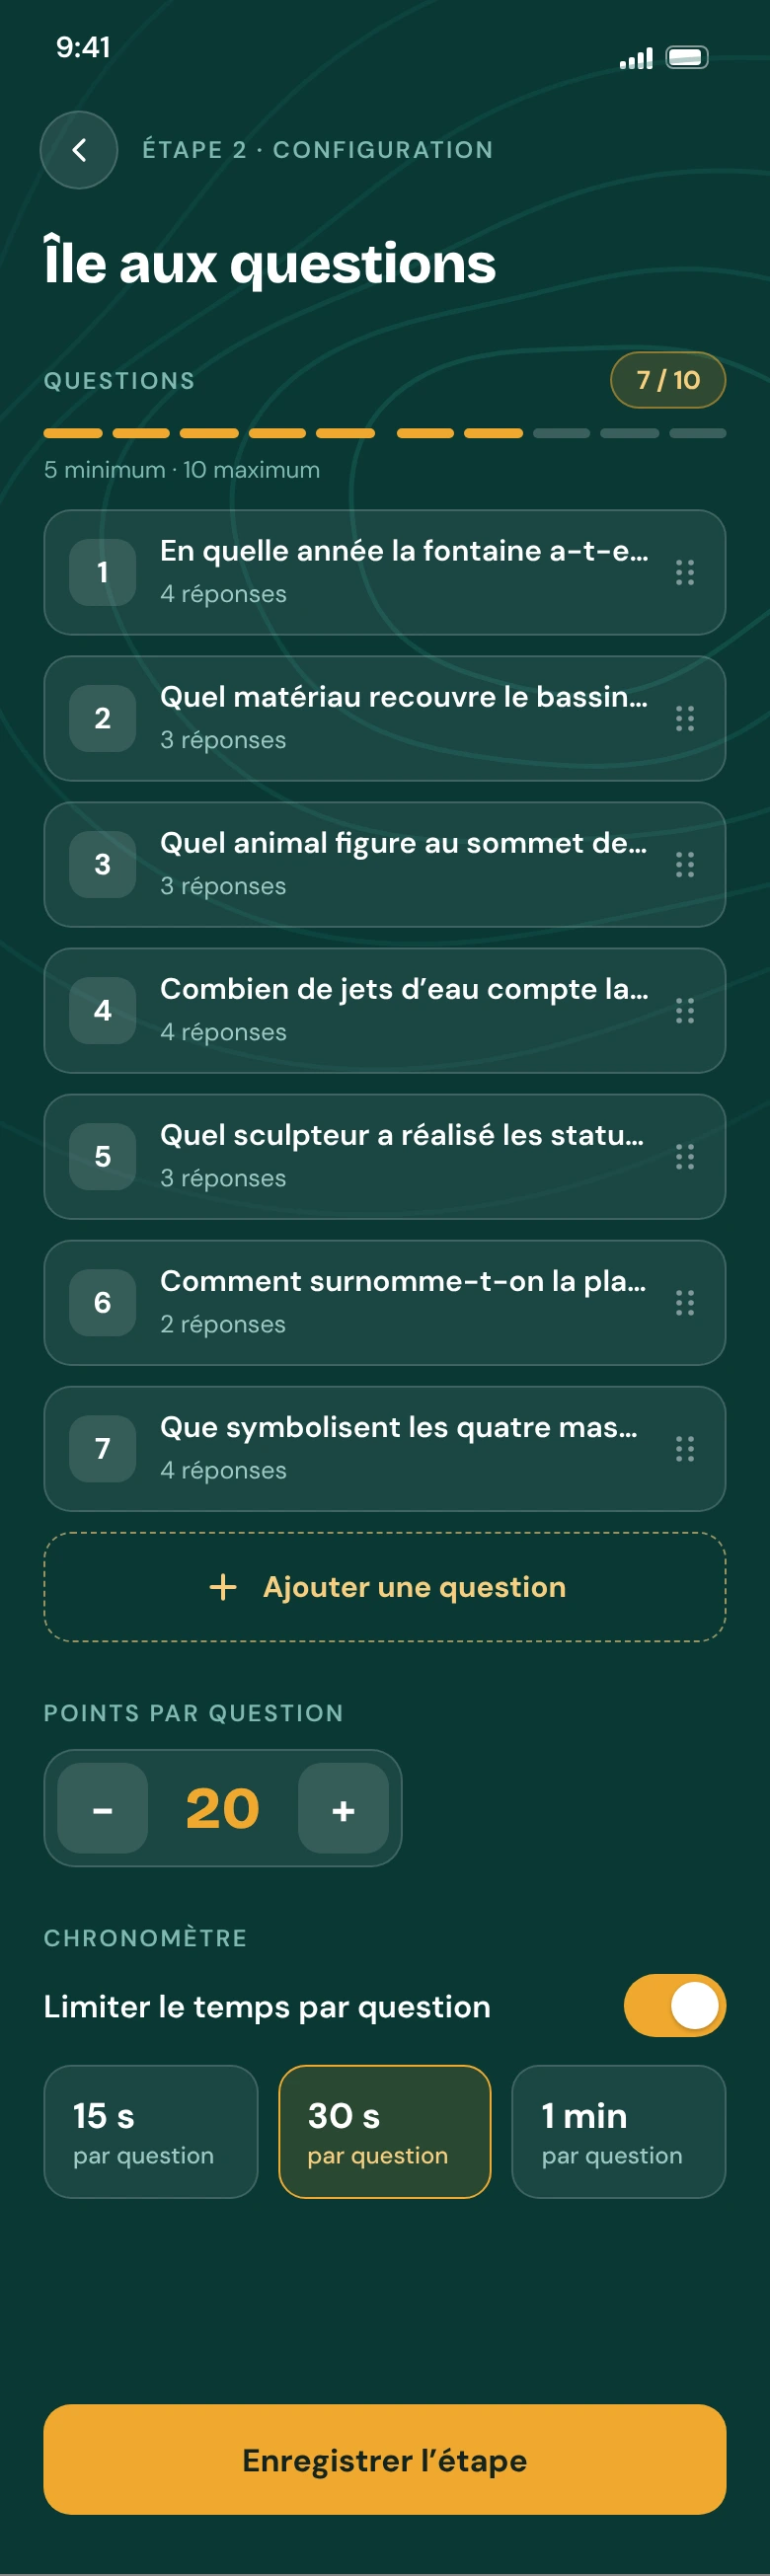 9:41
ÉTAPE 2 · CONFIGURATION
Île aux questions
QUESTIONS
7 / 10
5 minimum · 10 maximum
1
En quelle année la fontaine a-t-e…
4 réponses
2
Quel matériau recouvre le bassin…
3 réponses
3
Quel animal figure au sommet de…
3 réponses
4
Combien de jets d’eau compte la…
4 réponses
5
Quel sculpteur a réalisé les statu…
3 réponses
6
Comment surnomme-t-on la pla…
2 réponses
7
Que symbolisent les quatre mas…
4 réponses
+ Ajouter une question
POINTS PAR QUESTION
− 20 +
CHRONOMÈTRE
Limiter le temps par question
15 s
par question
30 s
par question
1 min
par question
Enregistrer l’étape